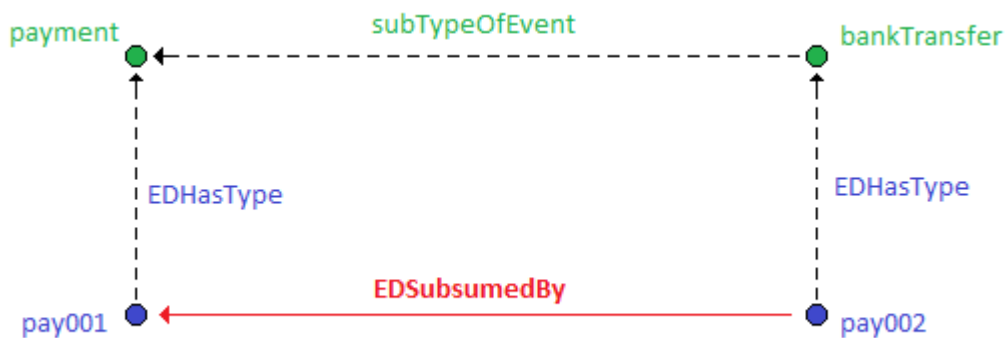 payment
subTypeOfEvent
bankTransfer
EDHasType
EDHasType
EDSubsumedBy
pay001
pay002